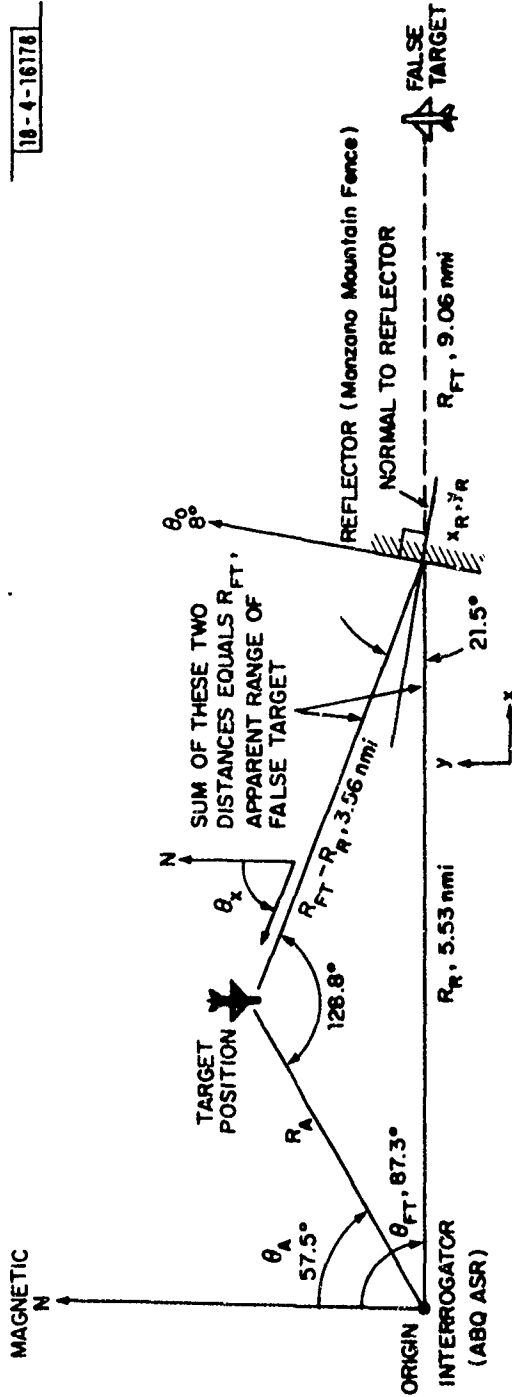 18-4-16178
MAGNETIC
N
θA
57.5°
θFT, 87.3°
ORIGIN
INTERROGATOR
(ABQ ASR)
TARGET
POSITION
RA
128.8°
θx
N
SUM OF THESE TWO
DISTANCES EQUALS RFT,
APPARENT RANGE OF
FALSE TARGET
RFT-RR, 3.56 nmi
RR, 5.53 nmi
y
x
21.5°
θ0
8°
REFLECTOR (Manzano Mountain Fence)
NORMAL TO REFLECTOR
xR, yR
RFT, 9.06 nmi
FALSE
TARGET